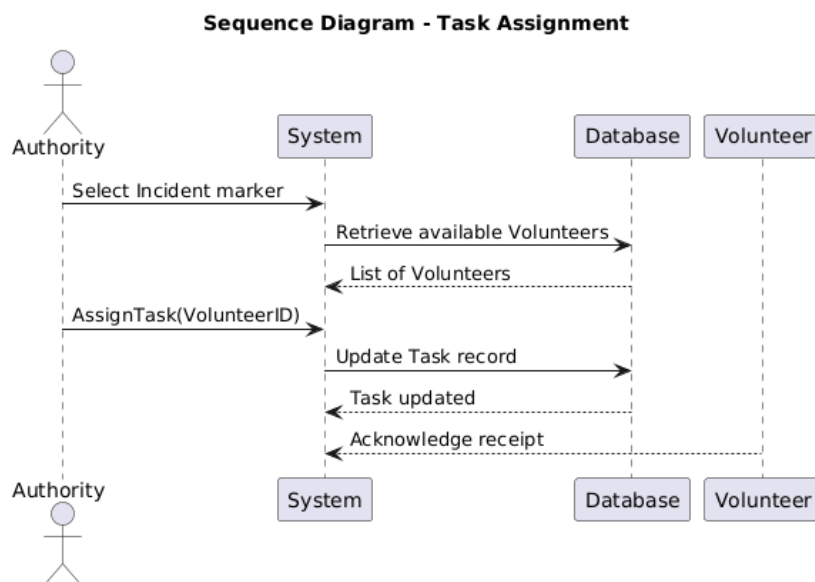 Sequence Diagram - Task Assignment
Authority
System
Database
Volunteer
Select Incident marker
Retrieve available Volunteers
List of Volunteers
AssignTask(VolunteerID)
Update Task record
Task updated
Acknowledge receipt
Authority
System
Database
Volunteer